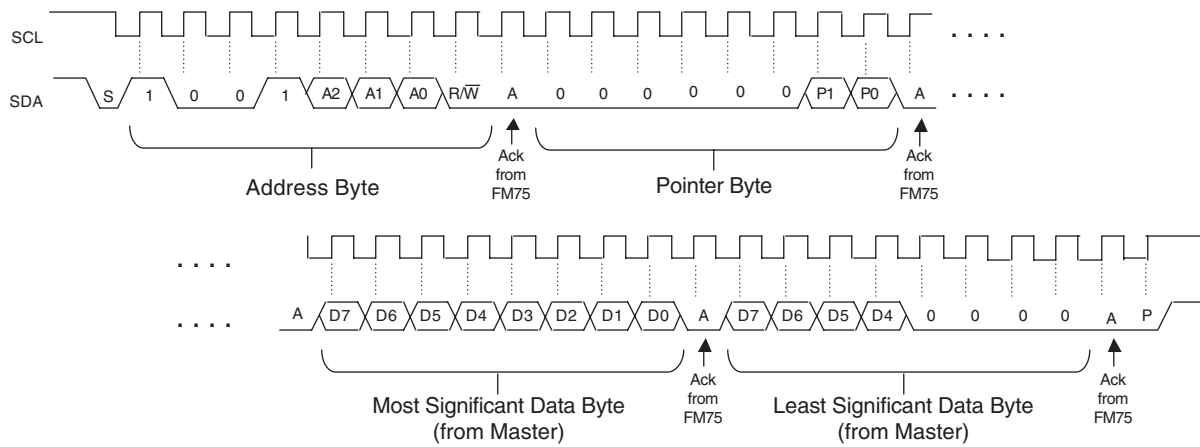 SCL
. . . .
SDA S 1 0 0 1 A2 A1 A0 R/W̅ A 0 0 0 0 0 0 P1 P0 A . . . .
Address Byte
Ack
from
FM75
Pointer Byte
Ack
from
FM75
. . . .
. . . . A D7 D6 D5 D4 D3 D2 D1 D0 A D7 D6 D5 D4 0 0 0 0 A P
Most Significant Data Byte
(from Master)
Ack
from
FM75
Least Significant Data Byte
(from Master)
Ack
from
FM75